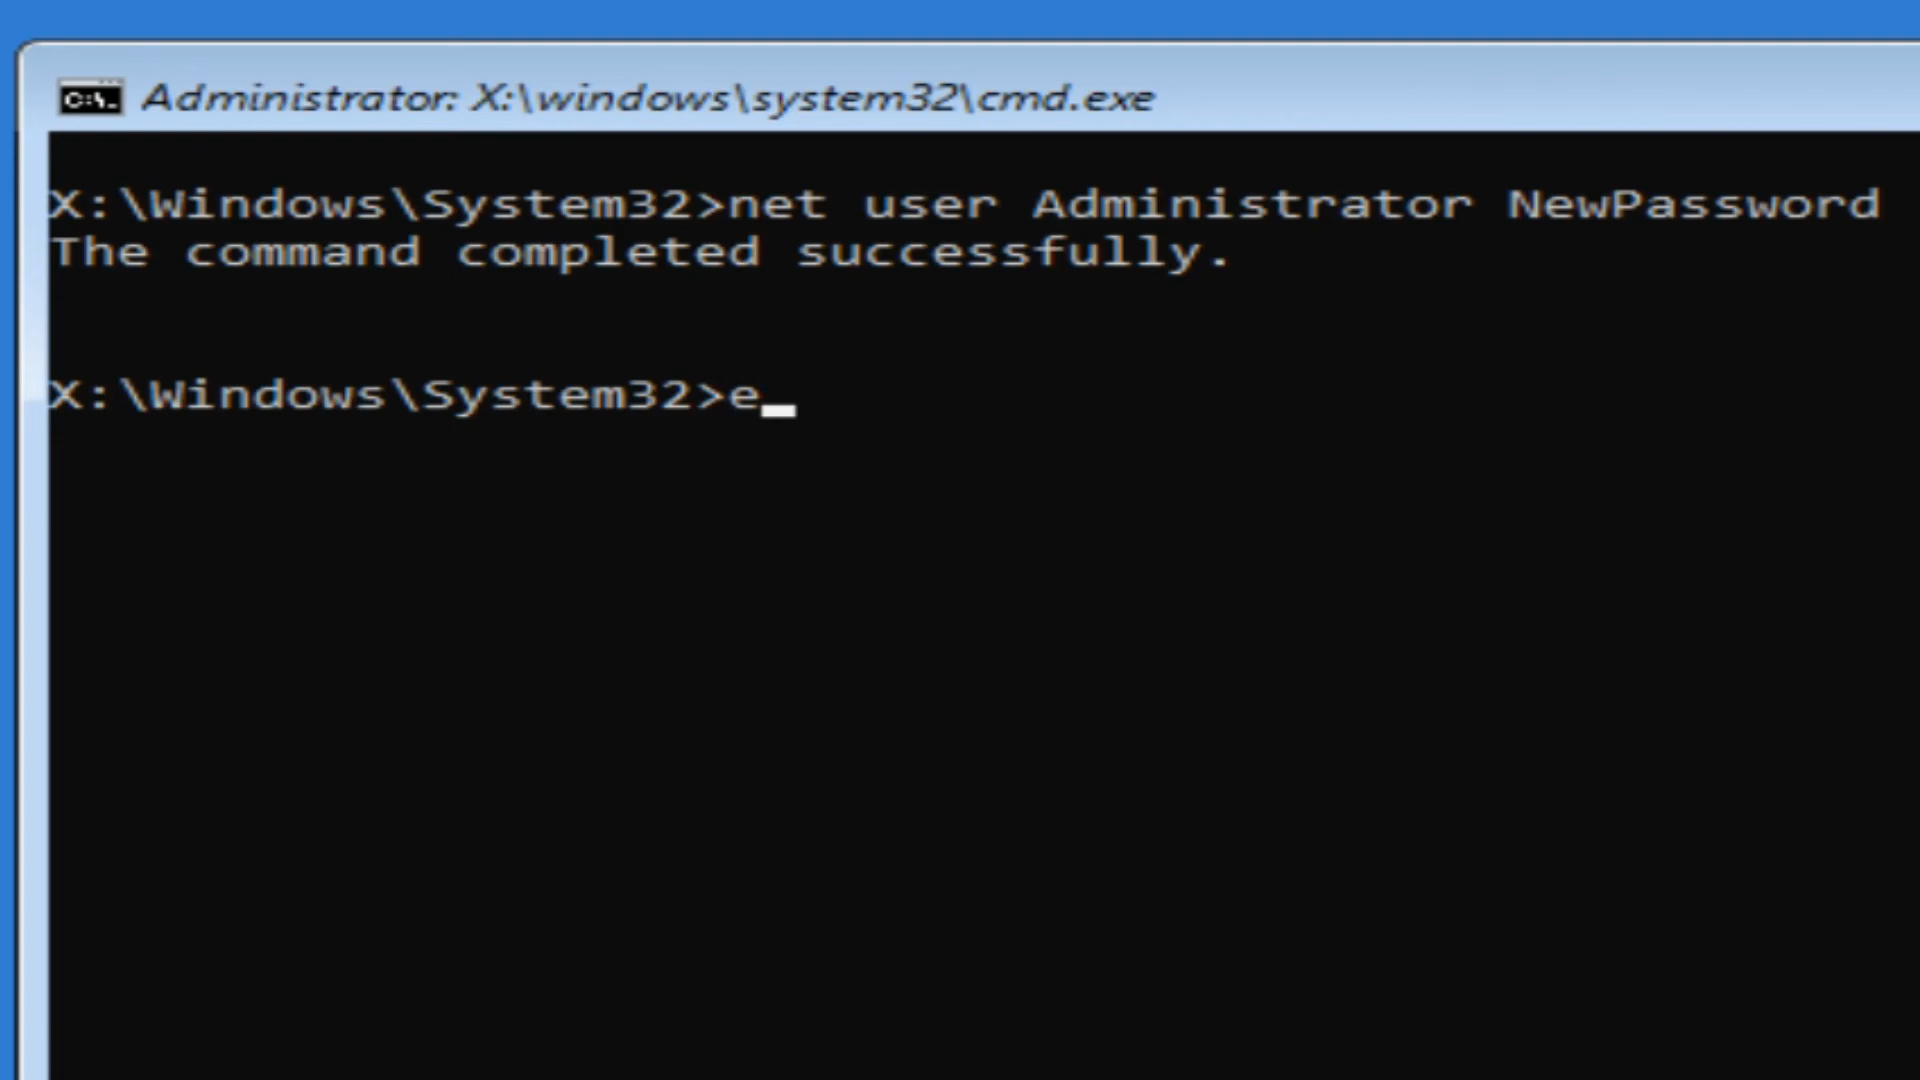 C:\.
Administrator: X:\windows\system32\cmd.exe
X:\Windows\System32>net user Administrator NewPassword
The command completed successfully.
X:\Windows\System32>e